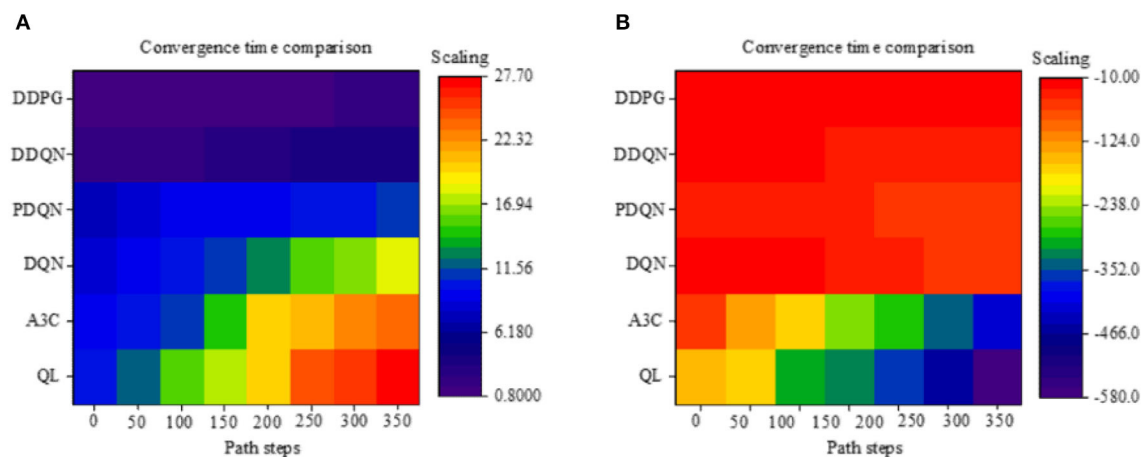 A
Convergence time comparison
Scaling
DDPG
DDQN
PDQN
DQN
A3C
QL
0 50 100 150 200 250 300 350
Path steps
27.70
22.32
16.94
11.56
6.180
0.8000
B
Convergence time comparison
Scaling
DDPG
DDQN
PDQN
DQN
A3C
QL
0 50 100 150 250 300 350
Path steps
-10.00
-124.0
-238.0
-352.0
-466.0
-580.0